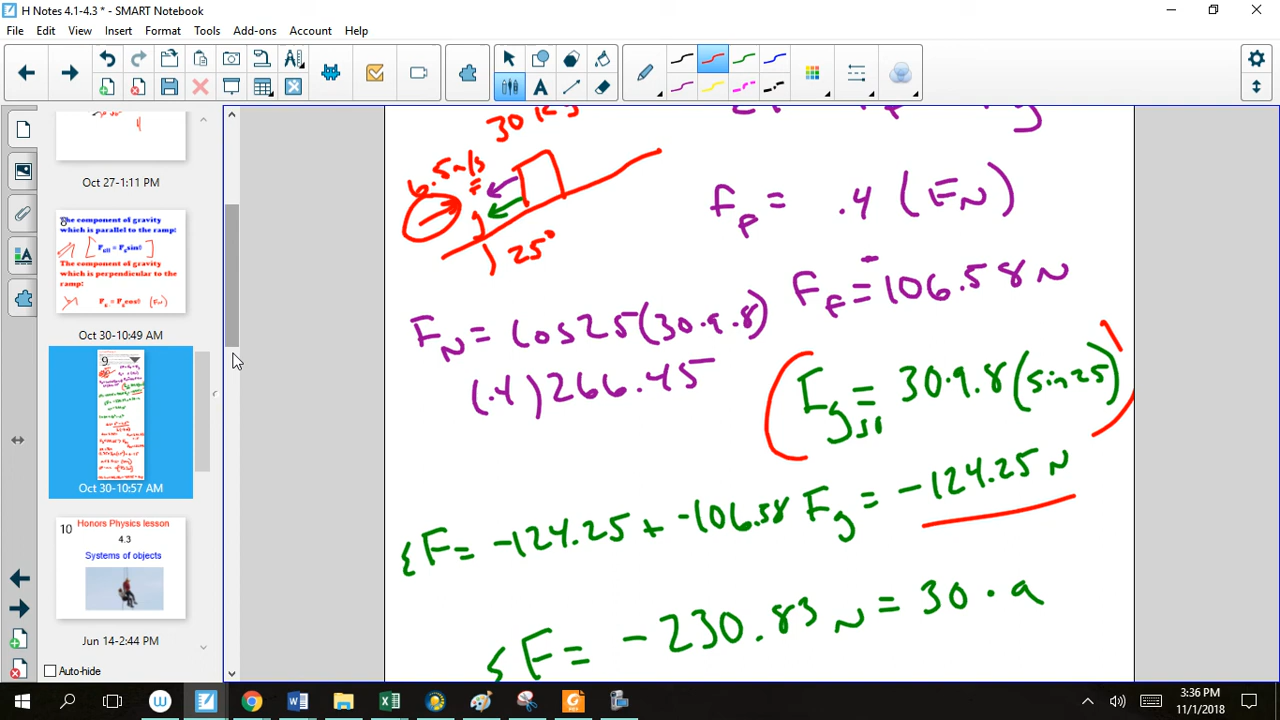 H Notes 4.1-4.3 * - SMART Notebook
File Edit View Insert Format Tools Add-ons Account Help
Oct 27-1:11 PM
8
The component of gravity
which is parallel to the ramp:
The component of gravity
which is perpendicular to the
ramp:
(FN)
Oct 30-10:49 AM
9
Oct 30-10:57 AM
10
Honors Physics lesson
4.3
Systems of objects
Jun 14-2:44 PM
Auto-hide
30 kg
6.5 m/s
25°
FF = .4 (FN)
FF = -106.58 N
FN = cos25(30·9.8)
(.4)266.45
Fg = 30·9.8(sin25)
Fg = -124.25 N
ΣF = -124.25 + -106.58
ΣF = -230.83 N = 30 · a
3:36 PM
11/1/2018